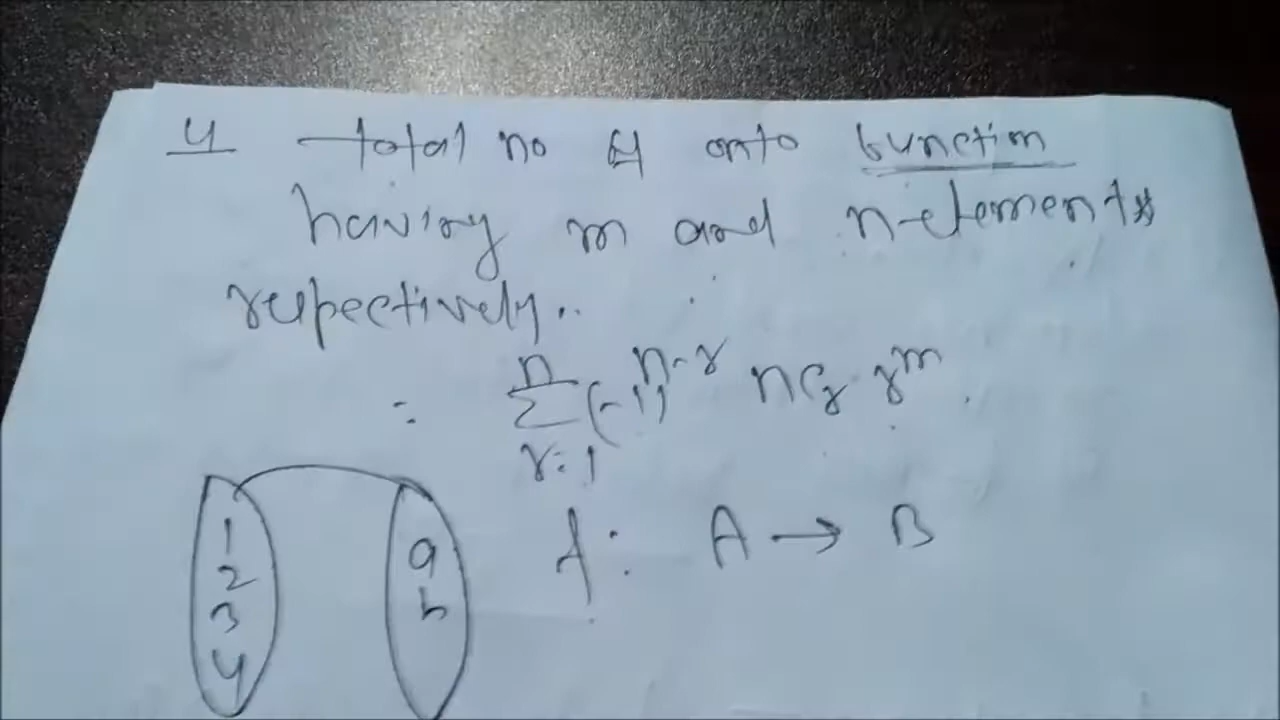 4 total no of onto function
having m and n-elements
respectively..
= n∑r=1 (-1)^n-r nCr r^m.
1 a f: A → B
2 b
3
4